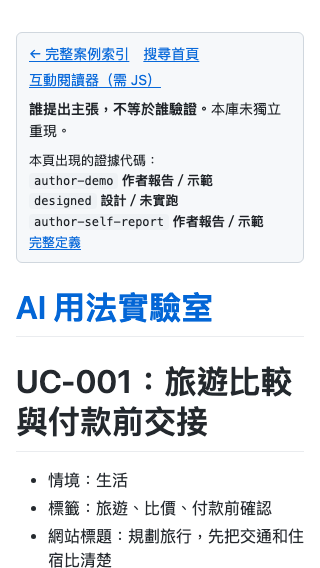 ← 完整案例索引 搜尋首頁
互動閱讀器（需 JS）
誰提出主張，不等於誰驗證。本庫未獨立
重現。
本頁出現的證據代碼：
author-demo 作者報告 / 示範
designed 設計 / 未實跑
author-self-report 作者報告 / 示範
完整定義
AI 用法實驗室
UC-001：旅遊比較
與付款前交接
• 情境：生活
• 標籤：旅遊、比價、付款前確認
• 網站標題：規劃旅行，先把交通和住
宿比清楚